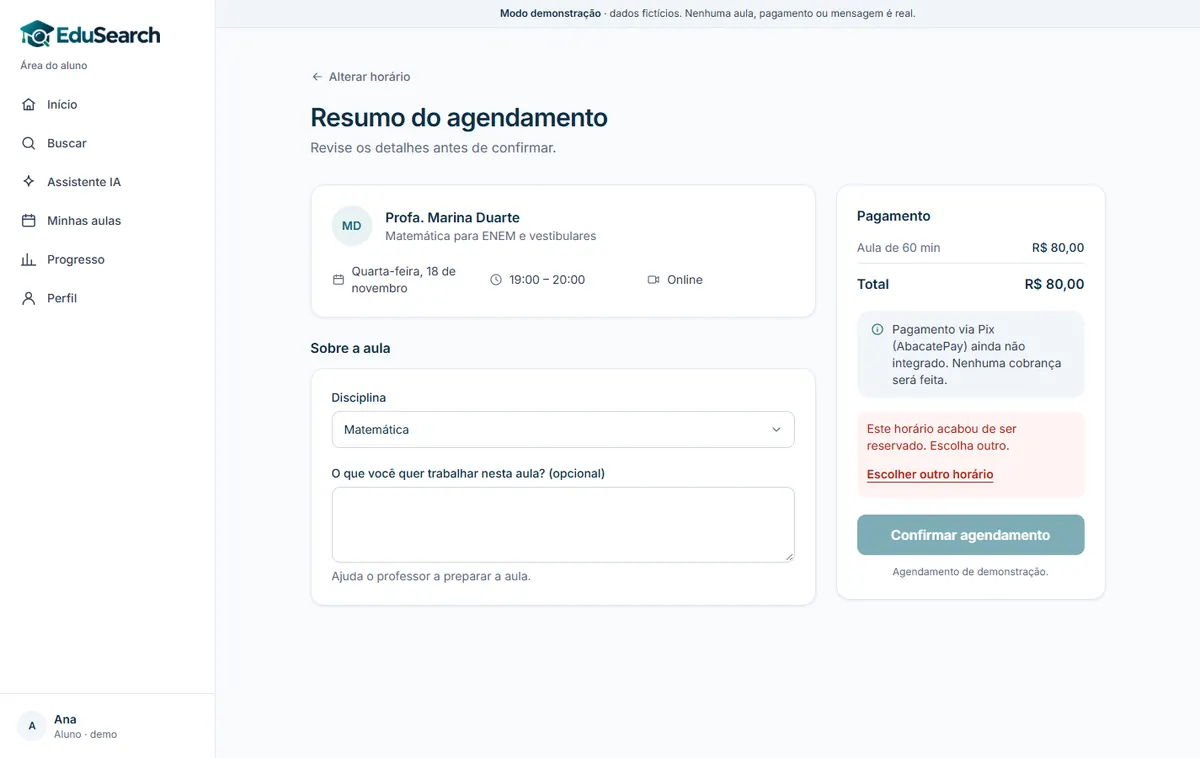 EduSearch
Área do aluno
Início
Buscar
Assistente IA
Minhas aulas
Progresso
Perfil
A
Ana
Aluno · demo
Modo demonstração · dados fictícios. Nenhuma aula, pagamento ou mensagem é real.
← Alterar horário
Resumo do agendamento
Revise os detalhes antes de confirmar.
MD
Profa. Marina Duarte
Matemática para ENEM e vestibulares
Quarta-feira, 18 de
novembro
19:00 – 20:00
Online
Sobre a aula
Disciplina
Matemática
O que você quer trabalhar nesta aula? (opcional)
Ajuda o professor a preparar a aula.
Pagamento
Aula de 60 min R$ 80,00
Total R$ 80,00
Pagamento via Pix
(AbacatePay) ainda não
integrado. Nenhuma cobrança
será feita.
Este horário acabou de ser
reservado. Escolha outro.
Escolher outro horário
Confirmar agendamento
Agendamento de demonstração.